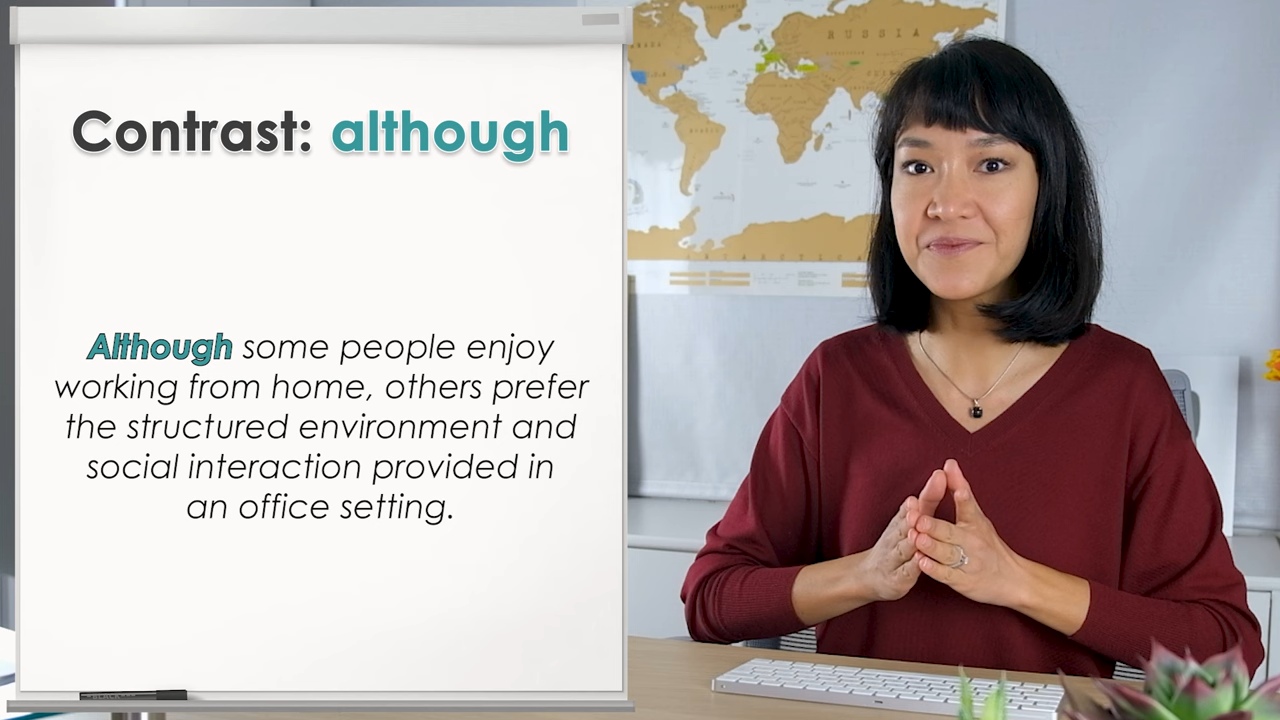 Contrast: although
Although some people enjoy
working from home, others prefer
the structured environment and
social interaction provided in
an office setting.
RUSSIA